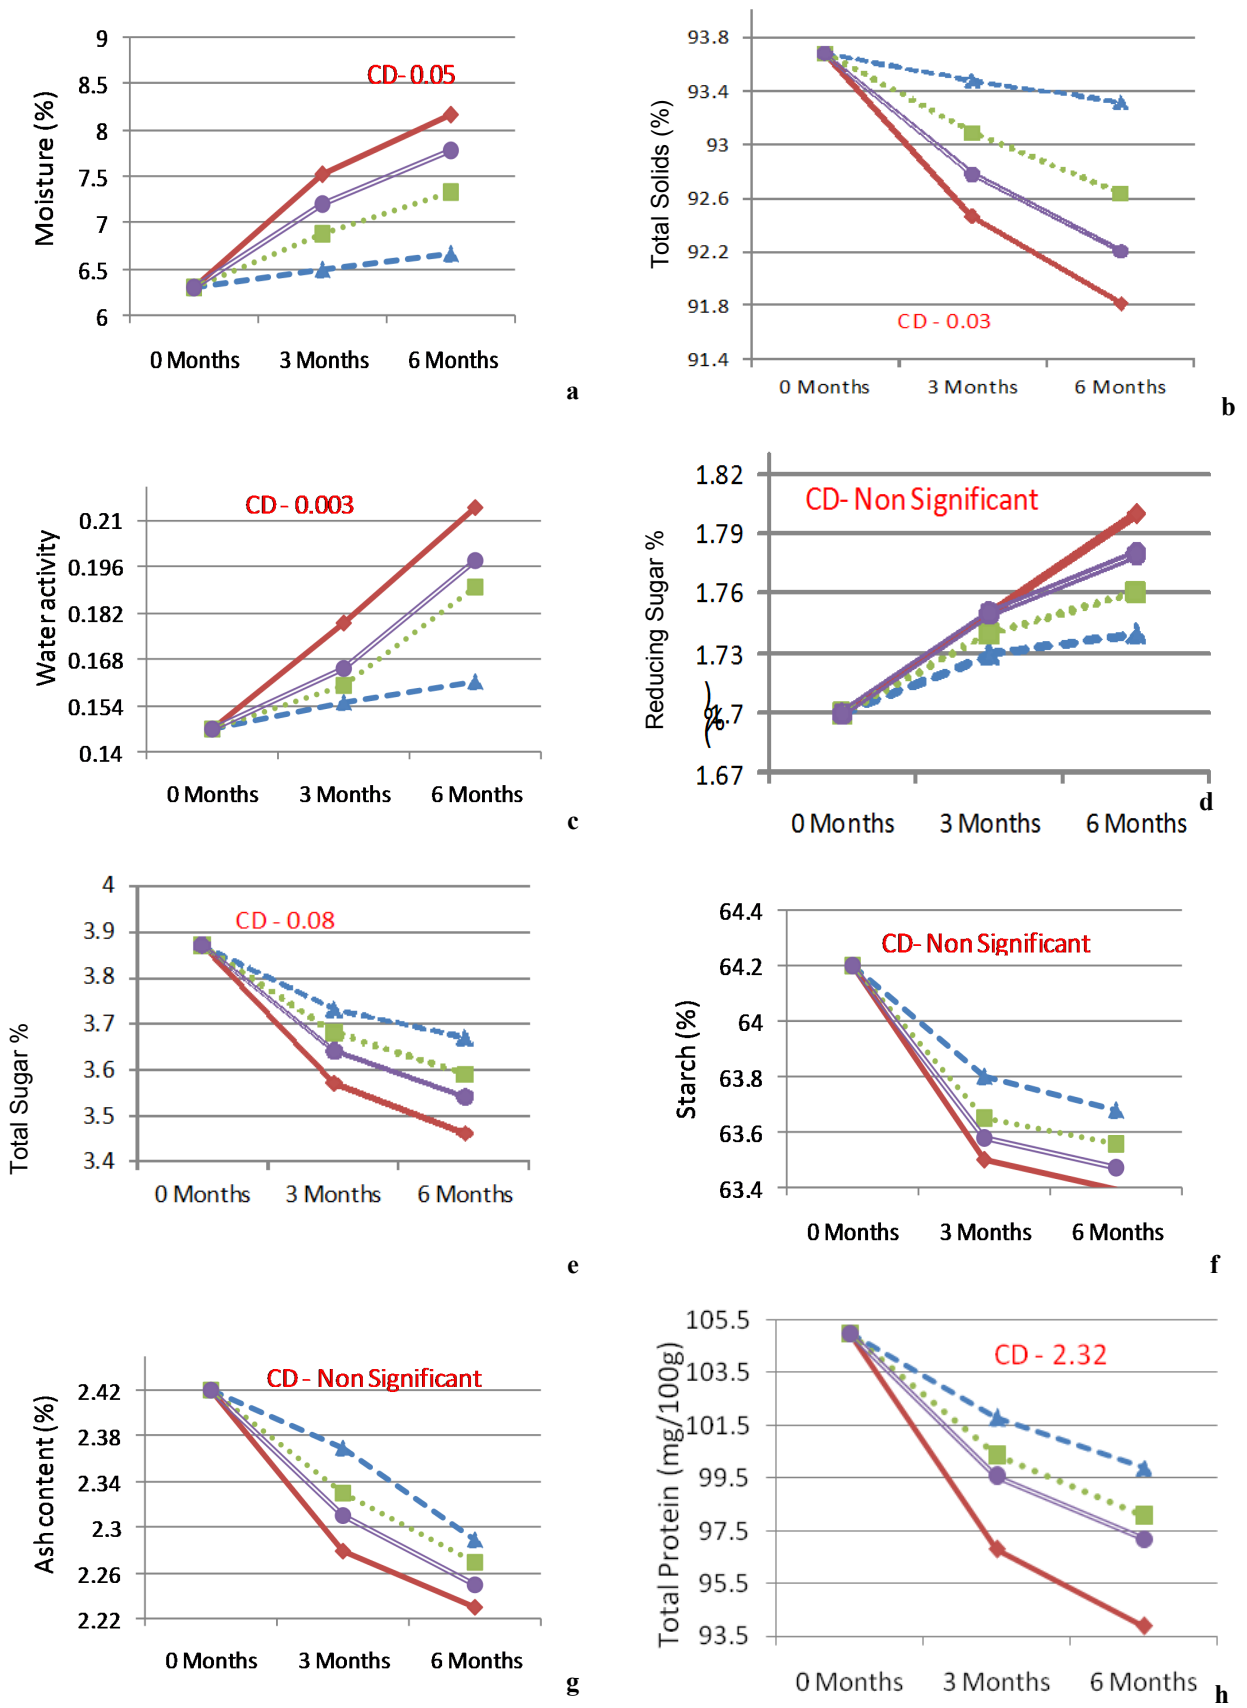 9
8.5
8
7.5
7
6.5
6
Moisture (%)
CD- 0.05
0 Months 3 Months 6 Months
a
93.8
93.4
93
92.6
92.2
91.8
91.4
Total Solids (%)
CD - 0.03
0 Months 3 Months 6 Months
b
0.21
0.196
0.182
0.168
0.154
0.14
Water activity
CD - 0.003
0 Months 3 Months 6 Months
c
1.82
1.79
1.76
1.73
1.7
1.67
Reducing Sugar %
(%)
CD- Non Significant
0 Months 3 Months 6 Months
d
4
3.9
3.8
3.7
3.6
3.5
3.4
Total Sugar %
CD - 0.08
0 Months 3 Months 6 Months
e
64.4
64.2
64
63.8
63.6
63.4
Starch (%)
CD- Non Significant
0 Months 3 Months 6 Months
f
2.42
2.38
2.34
2.3
2.26
2.22
Ash content (%)
CD - Non Significant
0 Months 3 Months 6 Months
g
105.5
103.5
101.5
99.5
97.5
95.5
93.5
Total Protein (mg/100g)
CD - 2.32
0 Months 3 Months 6 Months
h